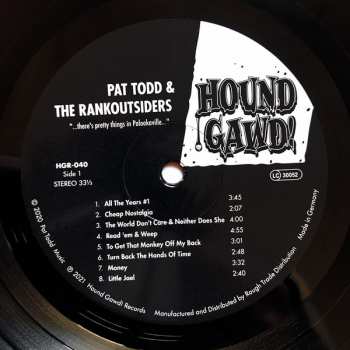 PAT TODD &
THE RANKOUTSIDERS
"...there's pretty things in Palookaville..."
HOUND
GAWD!
HGR-040
Side 1
STEREO 33⅓
LC 30052
1. All The Years #1 3:45
2. Cheap Nostalgia 2:07
3. The World Don't Care & Neither Does She 4:00
4. Read 'em & Weep 4:02
5. To Get That Monkey Off My Back 3:10
6. Turn Back The Hands Of Time 2:48
7. Money 3:32
8. Little Joel 2:40
℗ 2020 Pat Todd Music
© 2021 Hound Gawd! Records
Manufactured and Distributed by Rough Trade Distribution
Made in Germany